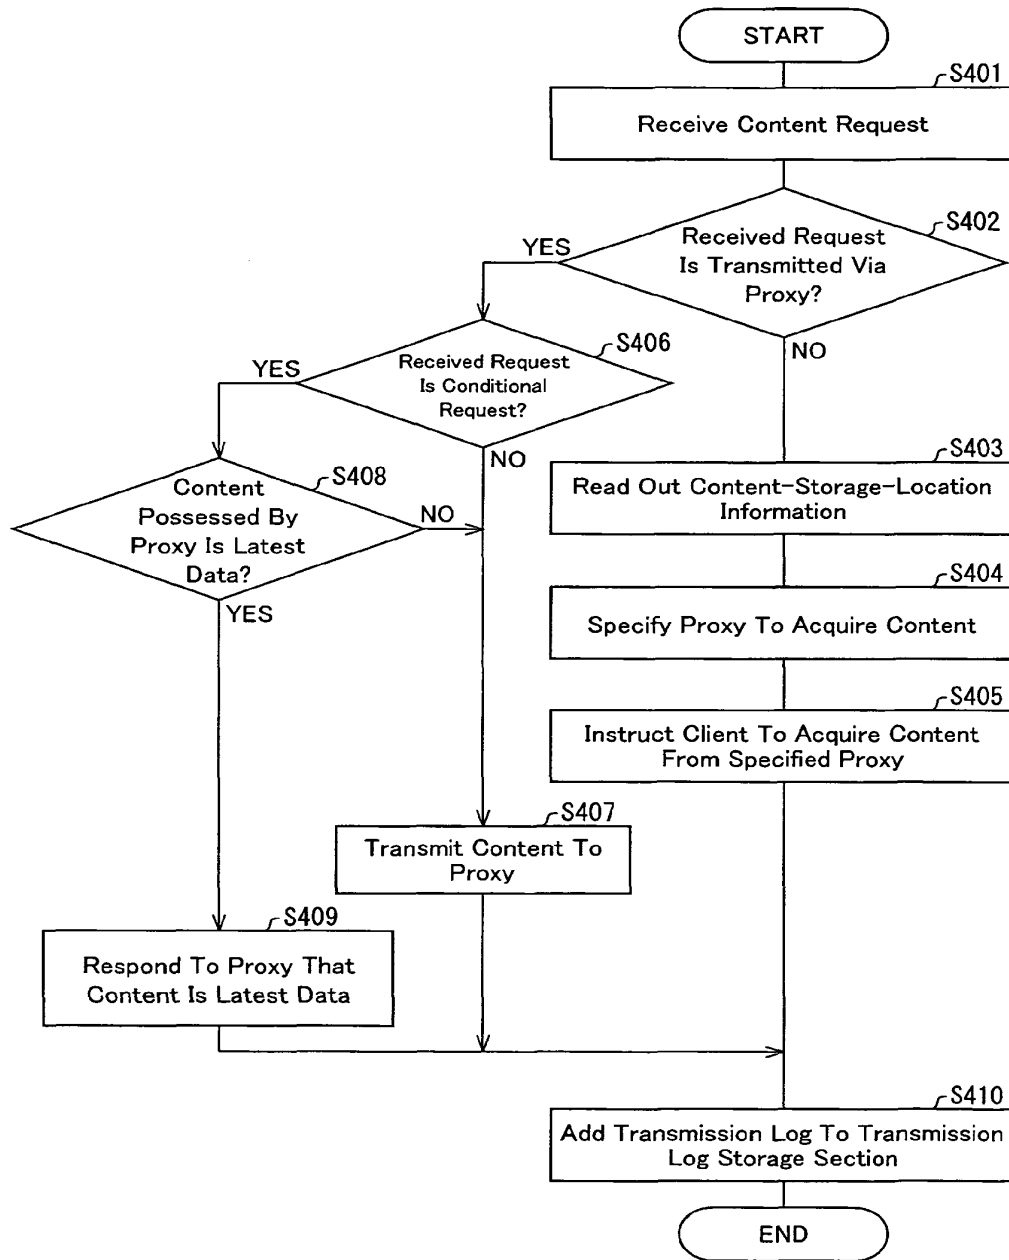 START
S401
Receive Content Request
S402
Received Request
Is Transmitted Via
Proxy?
YES
NO
S406
Received Request
Is Conditional
Request?
YES
NO
S408
Content
Possessed By
Proxy Is Latest
Data?
NO
YES
S403
Read Out Content-Storage-Location
Information
S404
Specify Proxy To Acquire Content
S405
Instruct Client To Acquire Content
From Specified Proxy
S407
Transmit Content To
Proxy
S409
Respond To Proxy That
Content Is Latest Data
S410
Add Transmission Log To Transmission
Log Storage Section
END